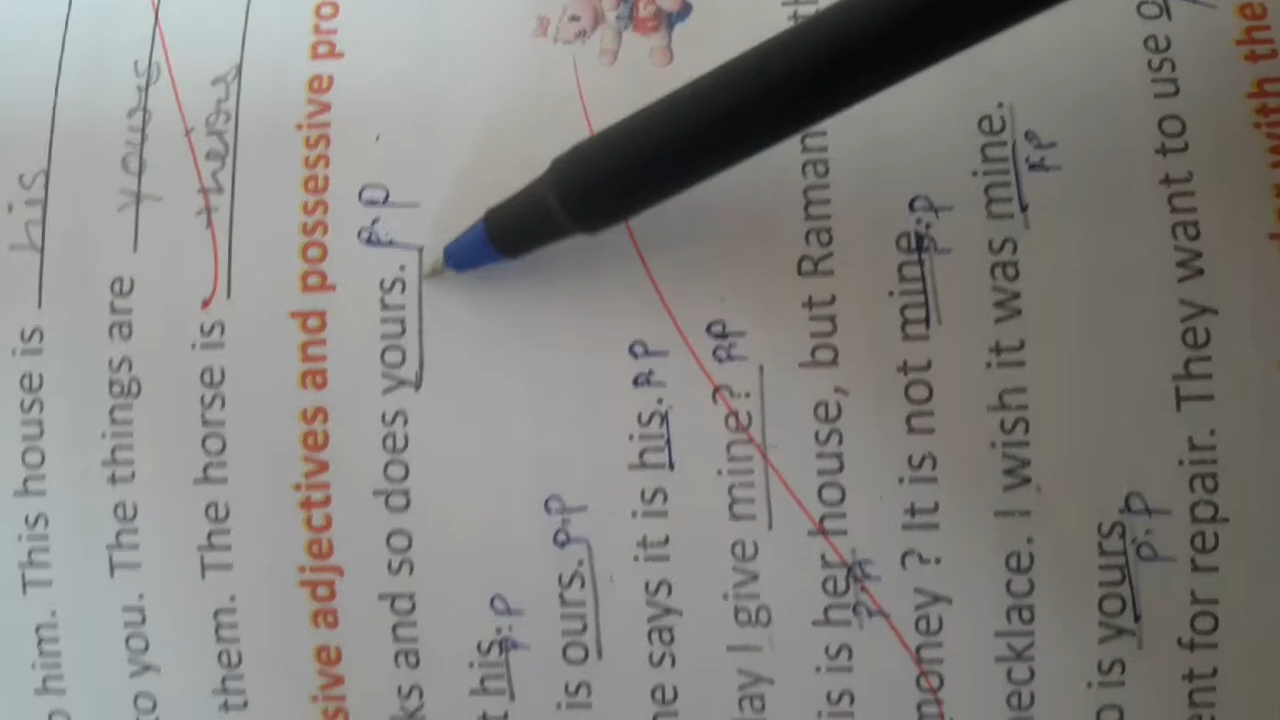 him. This house is his
to you. The things are yours
them. The horse is theirs
sive adjectives and possessive pro
ks and so does yours. P.P
t his. P.P
is ours. P.P
he says it is his. P.P
ay I give mine? P.P
is is her house, but Raman th
P.A.
money ? It is not mine. P.P
necklace. I wish it was mine.
P.P
is yours
P.P
ent for repair. They want to use o
with the